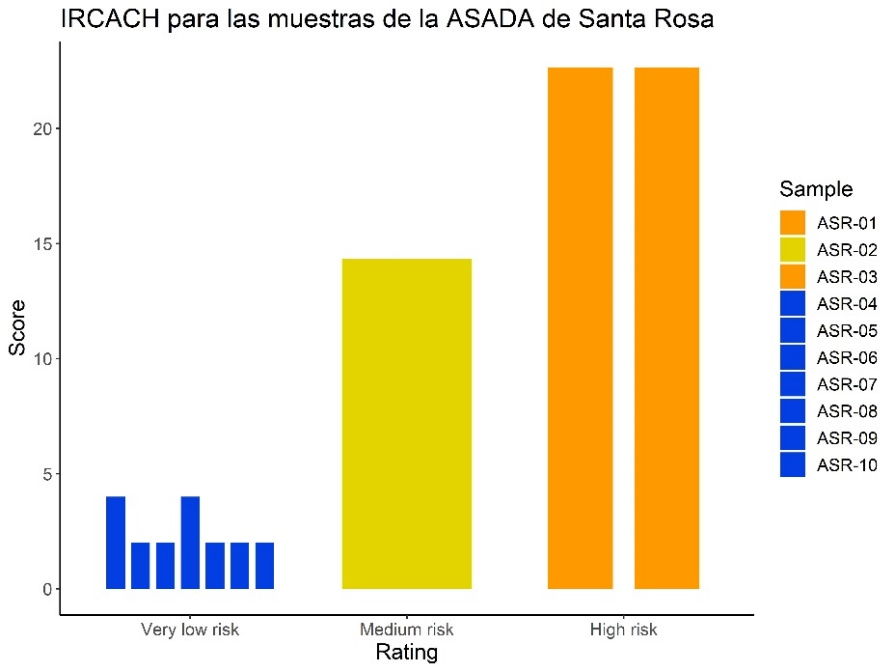 IRCACH para las muestras de la ASADA de Santa Rosa
20
15
10
5
0
Score
Very low risk
Medium risk
High risk
Rating
Sample
ASR-01
ASR-02
ASR-03
ASR-04
ASR-05
ASR-06
ASR-07
ASR-08
ASR-09
ASR-10